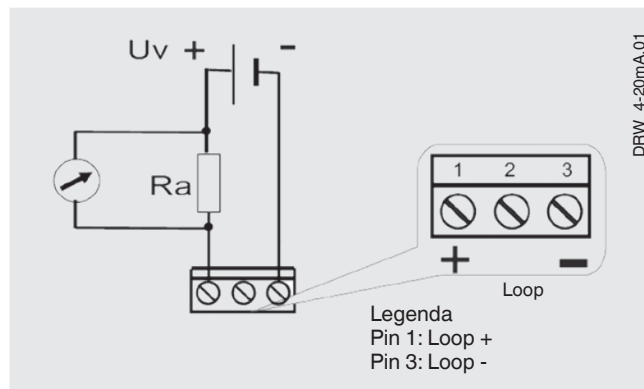 Uv + -
DRW_4-20mA.01
Ra
1 2 3
+ -
Loop
Legenda
Pin 1: Loop +
Pin 3: Loop -